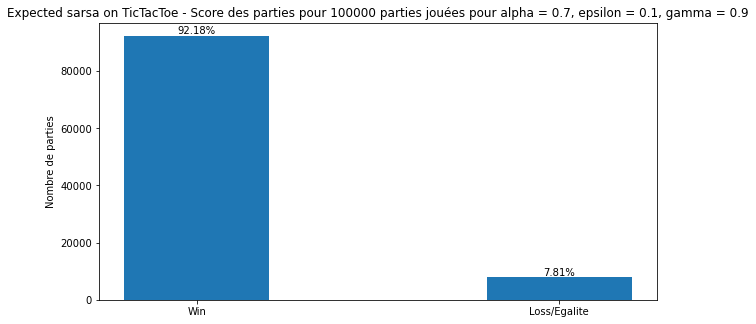 Expected sarsa on TicTacToe - Score des parties pour 100000 parties jouées pour alpha = 0.7, epsilon = 0.1, gamma = 0.9
92.18%
80000
60000
Nombre de parties
40000
20000
7.81%
0
Win
Loss/Egalite